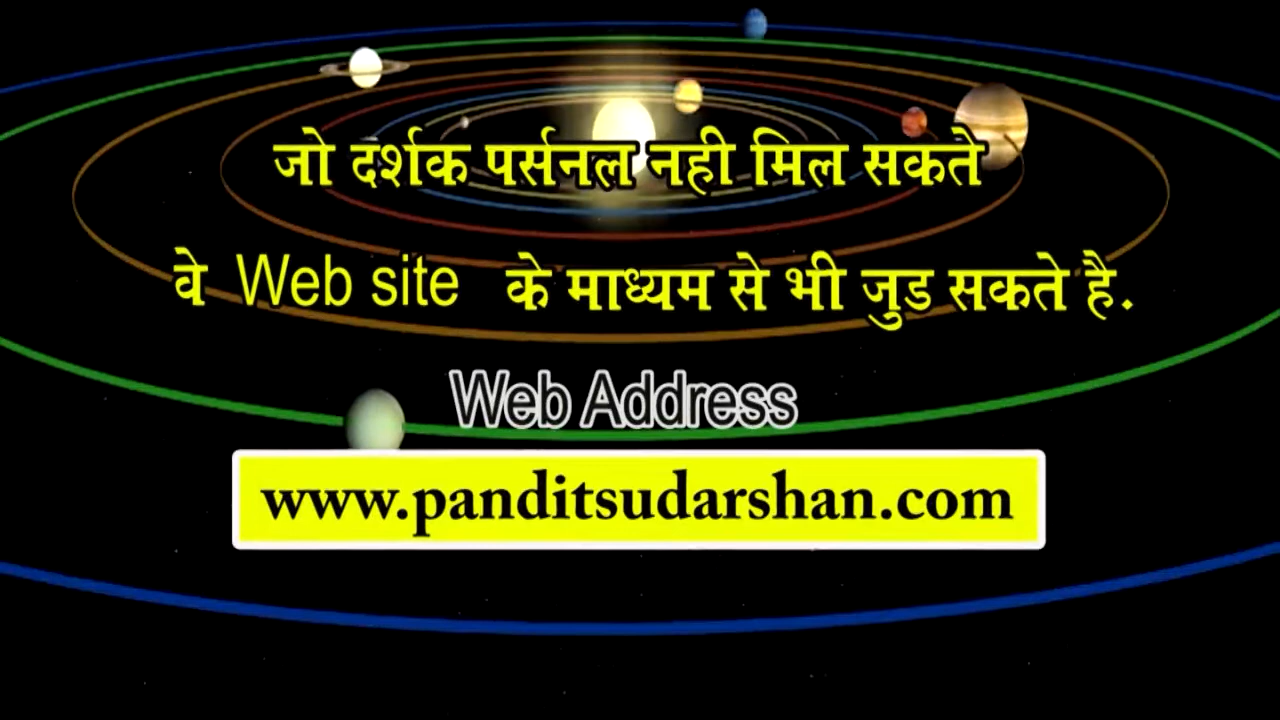 जो दर्शक पर्सनल नही मिल सकते
वे Web site के माध्यम से भी जुड सकते है.
Web Address
www.panditsudarshan.com